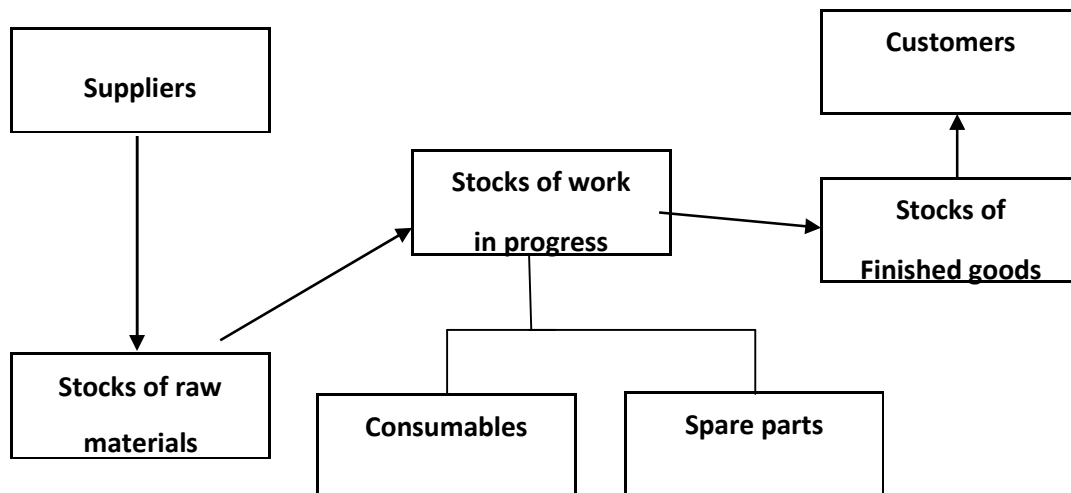 Suppliers
Customers
Stocks of work
in progress
Stocks of
Finished goods
Stocks of raw
materials
Consumables
Spare parts